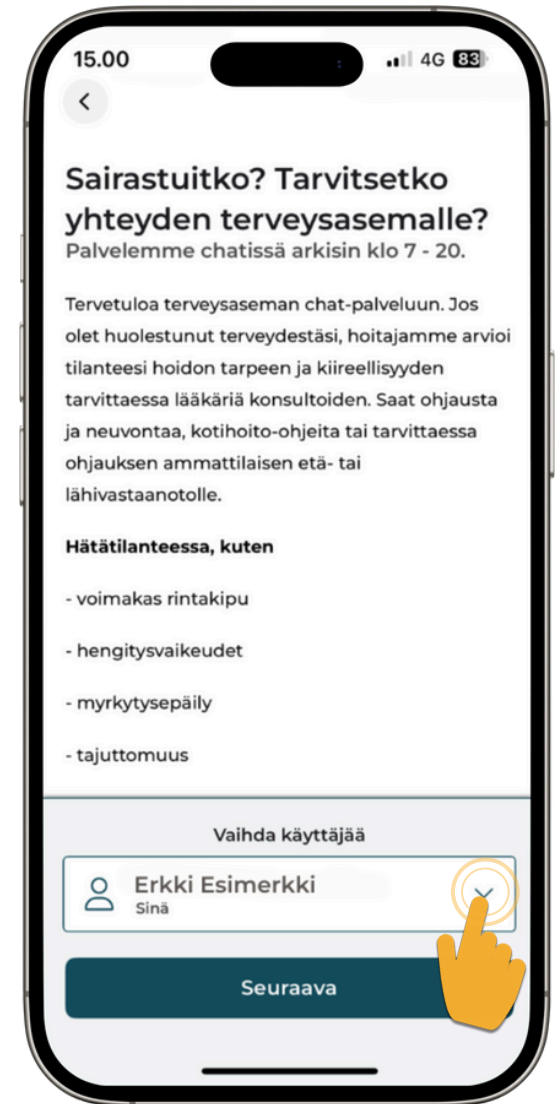 15.00
4G 83
Sairastuitko? Tarvitsetko
yhteyden terveysasemalle?
Palvelemme chatissä arkisin klo 7 - 20.
Tervetuloa terveysaseman chat-palveluun. Jos
olet huolestunut terveydestäsi, hoitajamme arvioi
tilanteesi hoidon tarpeen ja kiireellisyyden
tarvittaessa lääkäriä konsultoiden. Saat ohjausta
ja neuvontaa, kotihoito-ohjeita tai tarvittaessa
ohjauksen ammattilaisen etä- tai
lähivastaanotolle.
Hätätilanteessa, kuten
- voimakas rintakipu
- hengitysvaikeudet
- myrkytysepäily
- tajuttomuus
Vaihda käyttäjää
Erkki Esimerkki
Sinä
Seuraava